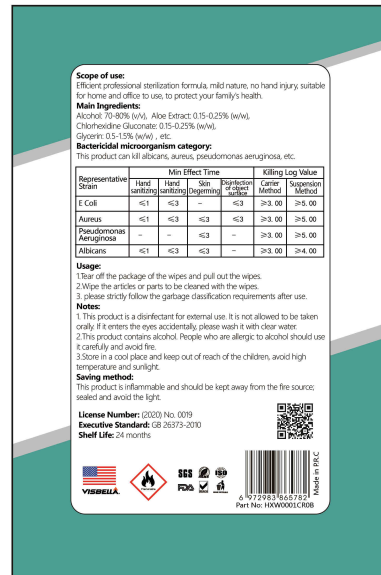 Scope of use:
Efficient professional sterilization formula, mild nature, no hand injury, suitable
for home and office to use, to protect your family's health.
Main Ingredients:
Alcohol: 70-80% (v/v), Aloe Extract: 0.15-0.25% (w/w),
Chlorhexidine Gluconate: 0.15-0.25% (w/w),
Glycerin: 0.5-1.5% (w/w) , etc.
Bactericidal microorganism category:
This product can kill albicans, aureus, pseudomonas aeruginosa, etc.
Representative Strain Min Effect Time Killing Log Value
Hand sanitizing Hand sanitizing Skin Degerming Disinfection of object surface Carrier Method Suspension Method
E Coli ≤1 ≤3 – ≤3 ≥3.00 ≥5.00
Aureus ≤1 ≤3 ≤3 ≤3 ≥3.00 ≥5.00
Pseudomonas Aeruginosa – – ≤3 – ≥3.00 ≥5.00
Albicans ≤1 ≤3 ≤3 – ≥3.00 ≥4.00
Usage:
1.Tear off the package of the wipes and pull out the wipes.
2.Wipe the articles or parts to be cleaned with the wipes.
3. please strictly follow the garbage classification requirements after use.
Notes:
1. This product is a disinfectant for external use. It is not allowed to be taken
orally. If it enters the eyes accidentally, please wash it with clear water.
2.This product contains alcohol. People who are allergic to alcohol should use
it carefully and avoid fire.
3.Store in a cool place and keep out of reach of the children, avoid high
temperature and sunlight.
Saving method:
This product is inflammable and should be kept away from the fire source;
sealed and avoid the light.
License Number: (2020) No. 0019
Executive Standard: GB 26373-2010
Shelf Life: 24 months
VISBELLA.
SGS
ISO
FDA
6 972983 865782
Made in P.R.C
Part No: HXW0001CR0B